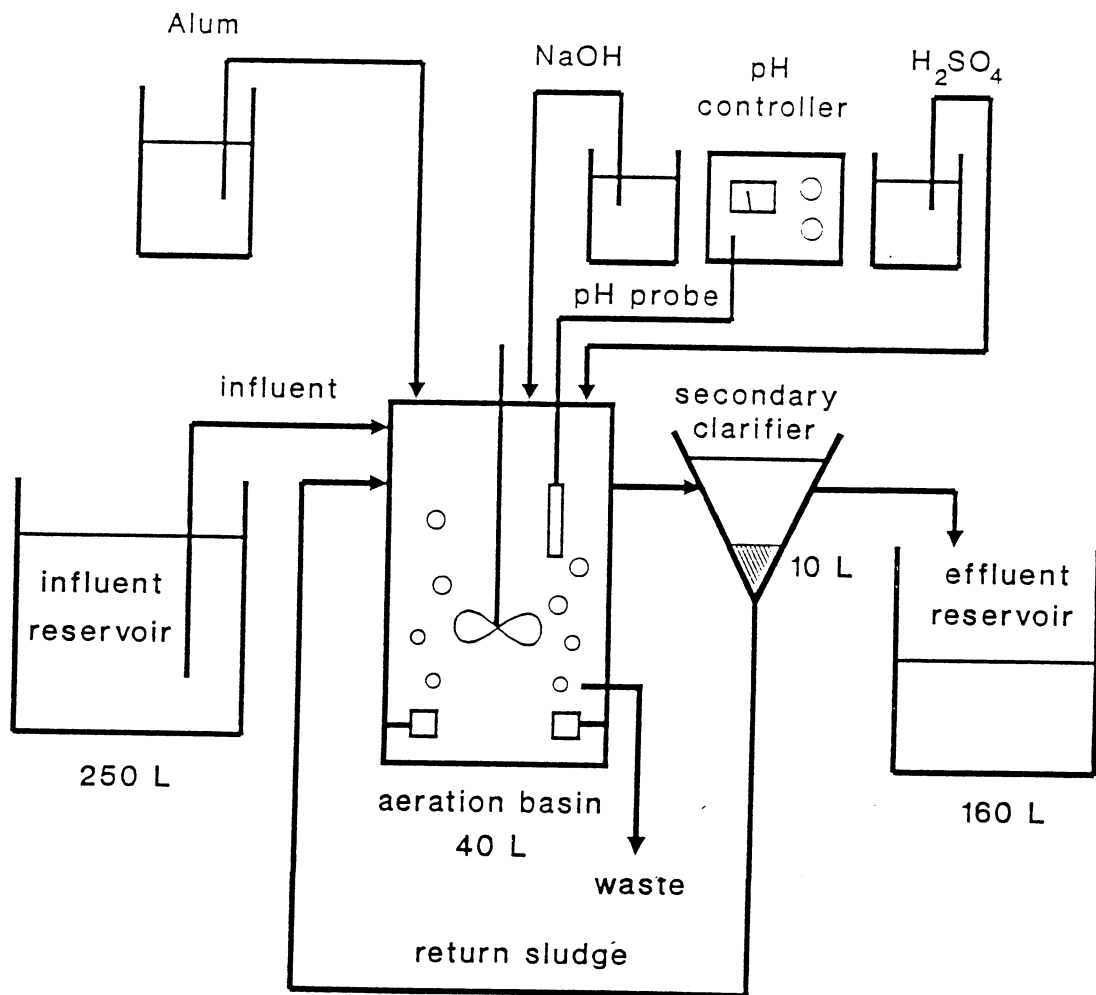 Alum
NaOH
pH
controller
H₂SO₄
pH probe
influent
secondary
clarifier
influent
reservoir
10 L
effluent
reservoir
250 L
aeration basin
40 L
160 L
waste
return sludge